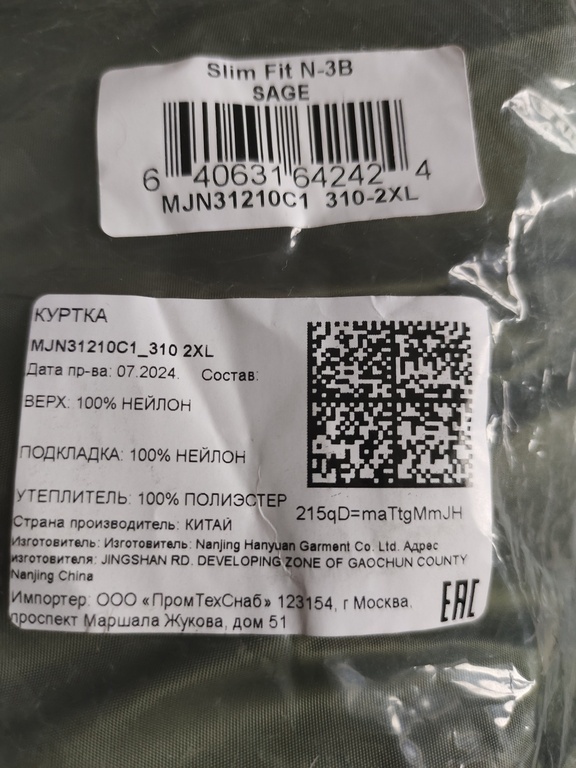 Slim Fit N-3B
SAGE
6 40631 64242 4
MJN31210C1 310-2XL
КУРТКА
MJN31210C1_310 2XL
Дата пр-ва: 07.2024. Состав:
ВЕРХ: 100% НЕЙЛОН
ПОДКЛАДКА: 100% НЕЙЛОН
УТЕПЛИТЕЛЬ: 100% ПОЛИЭСТЕР
215qD=maTtgMmJH
Страна производитель: КИТАЙ
Изготовитель: Изготовитель: Nanjing Hanyuan Garment Co. Ltd. Адрес
изготовителя: JINGSHAN RD. DEVELOPING ZONE OF GAOCHUN COUNTY
Nanjing China
Импортер: ООО «ПромТехСнаб» 123154, г Москва,
проспект Маршала Жукова, дом 51
EAC